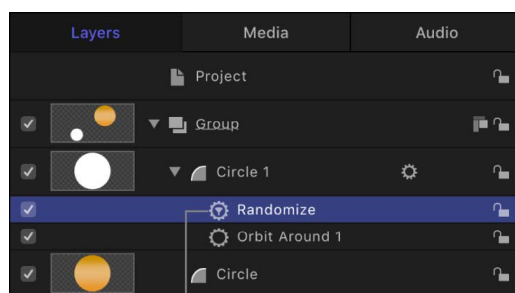 Layers Media Audio
Project
Group
Circle 1
Randomize
Orbit Around 1
Circle